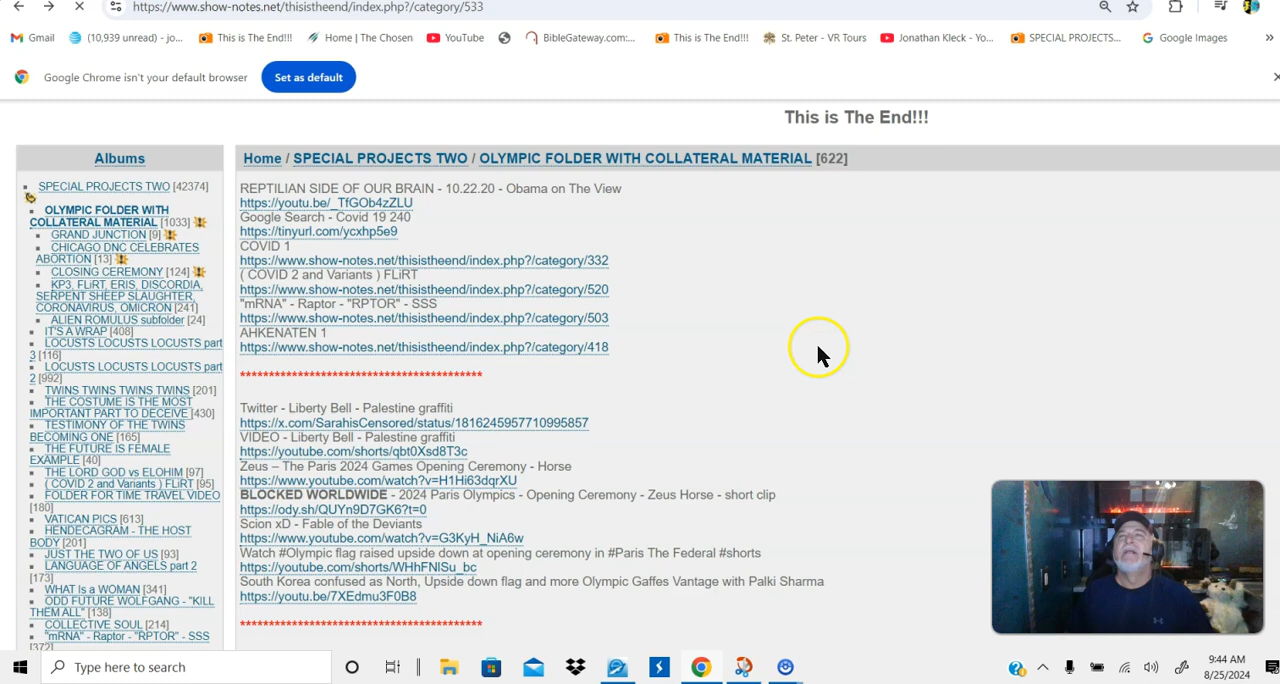 https://www.show-notes.net/thisistheend/index.php?/category/533
Gmail
(10,939 unread) - jo...
This is The End!!!
Home | The Chosen
YouTube
BibleGateway.com:...
This is The End!!!
St. Peter - VR Tours
Jonathan Kleck - Yo...
SPECIAL PROJECTS...
Google Images
»
Google Chrome isn't your default browser
Set as default
This is The End!!!
Albums
SPECIAL PROJECTS TWO [42374]
OLYMPIC FOLDER WITH
COLLATERAL MATERIAL [1033]
GRAND JUNCTION [9]
CHICAGO DNC CELEBRATES
ABORTION [13]
CLOSING CEREMONY [124]
KP3, FLiRT, ERIS, DISCORDIA,
SERPENT SHEEP SLAUGHTER,
CORONAVIRUS, OMICRON [241]
ALIEN ROMULUS subfolder [24]
IT'S A WRAP [408]
LOCUSTS LOCUSTS LOCUSTS part
3 [116]
LOCUSTS LOCUSTS LOCUSTS part
2 [992]
TWINS TWINS TWINS TWINS [201]
THE COSTUME IS THE MOST
IMPORTANT PART TO DECEIVE [430]
TESTIMONY OF THE TWINS
BECOMING ONE [165]
THE FUTURE IS FEMALE
EXAMPLE [40]
THE LORD GOD vs ELOHIM [97]
( COVID 2 and Variants ) FLiRT [95]
FOLDER FOR TIME TRAVEL VIDEO
[180]
VATICAN PICS [613]
HENDECAGRAM - THE HOST
BODY [201]
JUST THE TWO OF US [93]
LANGUAGE OF ANGELS part 2
[173]
WHAT Is a WOMAN [341]
ODD FUTURE WOLFGANG - "KILL
THEM ALL" [138]
COLLECTIVE SOUL [214]
"mRNA" - Raptor - "RPTOR" - SSS
[372]
Home / SPECIAL PROJECTS TWO / OLYMPIC FOLDER WITH COLLATERAL MATERIAL [622]
REPTILIAN SIDE OF OUR BRAIN - 10.22.20 - Obama on The View
https://youtu.be/_TfGOb4zZLU
Google Search - Covid 19 240
https://tinyurl.com/ycxhp5e9
COVID 1
https://www.show-notes.net/thisistheend/index.php?/category/332
( COVID 2 and Variants ) FLiRT
https://www.show-notes.net/thisistheend/index.php?/category/520
"mRNA" - Raptor - "RPTOR" - SSS
https://www.show-notes.net/thisistheend/index.php?/category/503
AHKENATEN 1
https://www.show-notes.net/thisistheend/index.php?/category/418
******************************************
Twitter - Liberty Bell - Palestine graffiti
https://x.com/SarahisCensored/status/1816245957710995857
VIDEO - Liberty Bell - Palestine graffiti
https://youtube.com/shorts/qbt0Xsd8T3c
Zeus – The Paris 2024 Games Opening Ceremony - Horse
https://www.youtube.com/watch?v=H1Hi63dqrXU
BLOCKED WORLDWIDE - 2024 Paris Olympics - Opening Ceremony - Zeus Horse - short clip
https://ody.sh/QUYn9D7GK6?t=0
Scion xD - Fable of the Deviants
https://www.youtube.com/watch?v=G3KyH_NiA6w
Watch #Olympic flag raised upside down at opening ceremony in #Paris The Federal #shorts
https://youtube.com/shorts/WHhFNlSu_bc
South Korea confused as North, Upside down flag and more Olympic Gaffes Vantage with Palki Sharma
https://youtu.be/7XEdmu3F0B8
******************************************
Type here to search
9:44 AM
8/25/2024